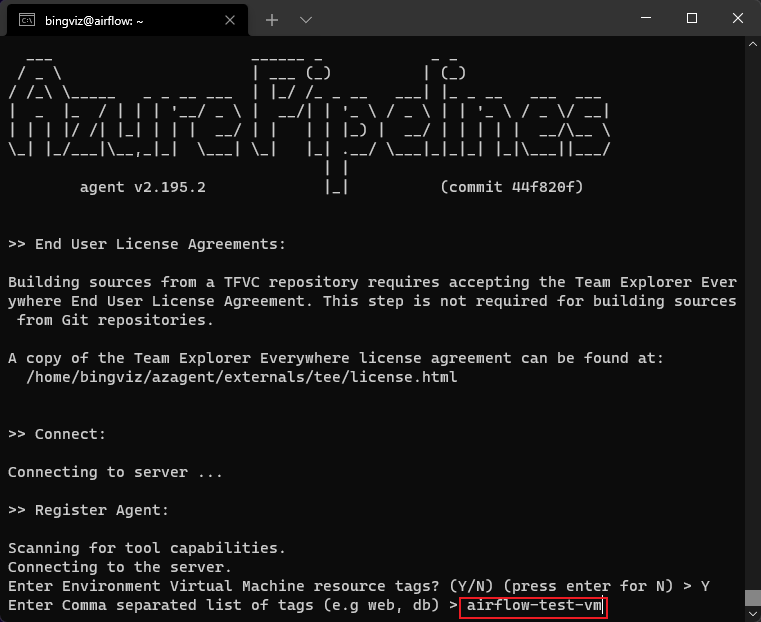 bingviz@airflow: ~
Azure Pipelines
agent v2.195.2 (commit 44f820f)
>> End User License Agreements:
Building sources from a TFVC repository requires accepting the Team Explorer Ever
ywhere End User License Agreement. This step is not required for building sources
from Git repositories.
A copy of the Team Explorer Everywhere license agreement can be found at:
/home/bingviz/azagent/externals/tee/license.html
>> Connect:
Connecting to server ...
>> Register Agent:
Scanning for tool capabilities.
Connecting to the server.
Enter Environment Virtual Machine resource tags? (Y/N) (press enter for N) > Y
Enter Comma separated list of tags (e.g web, db) > airflow-test-vm